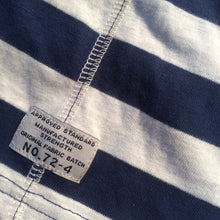 APPROVED STANDARD
MANUFACTURED
STRENGTH
ORIGINAL FABRIC BATCH
NO.72-4